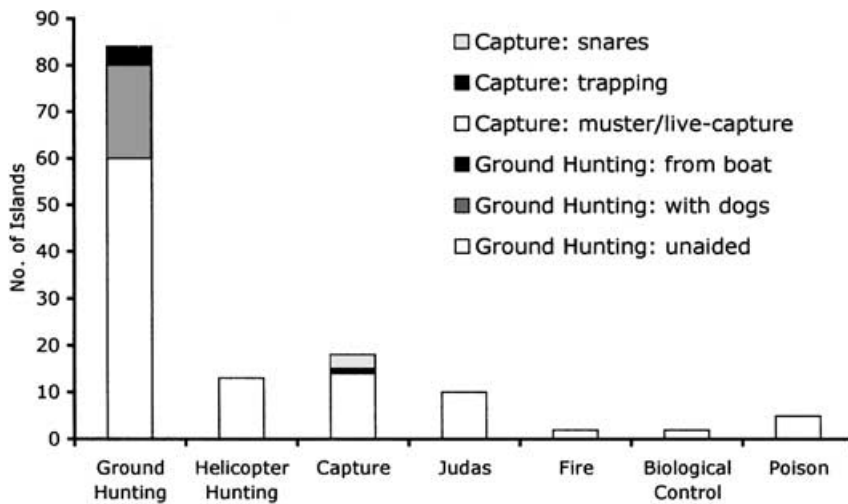 90
80
70
60
50
40
30
20
10
0
No. of Islands
Capture: snares
Capture: trapping
Capture: muster/live-capture
Ground Hunting: from boat
Ground Hunting: with dogs
Ground Hunting: unaided
Ground
Hunting
Helicopter
Hunting
Capture
Judas
Fire
Biological
Control
Poison